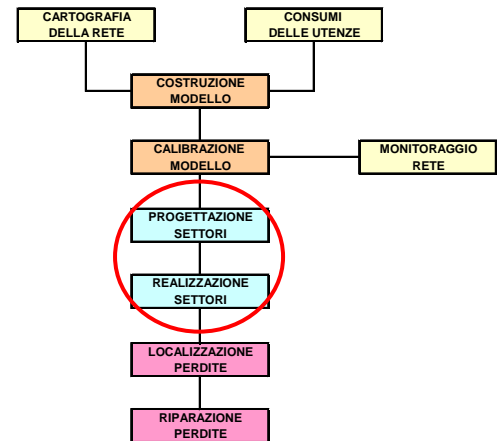 CARTOGRAFIA
DELLA RETE
CONSUMI
DELLE UTENZE
COSTRUZIONE
MODELLO
CALIBRAZIONE
MODELLO
MONITORAGGIO
RETE
PROGETTAZIONE
SETTORI
REALIZZAZIONE
SETTORI
LOCALIZZAZIONE
PERDITE
RIPARAZIONE
PERDITE